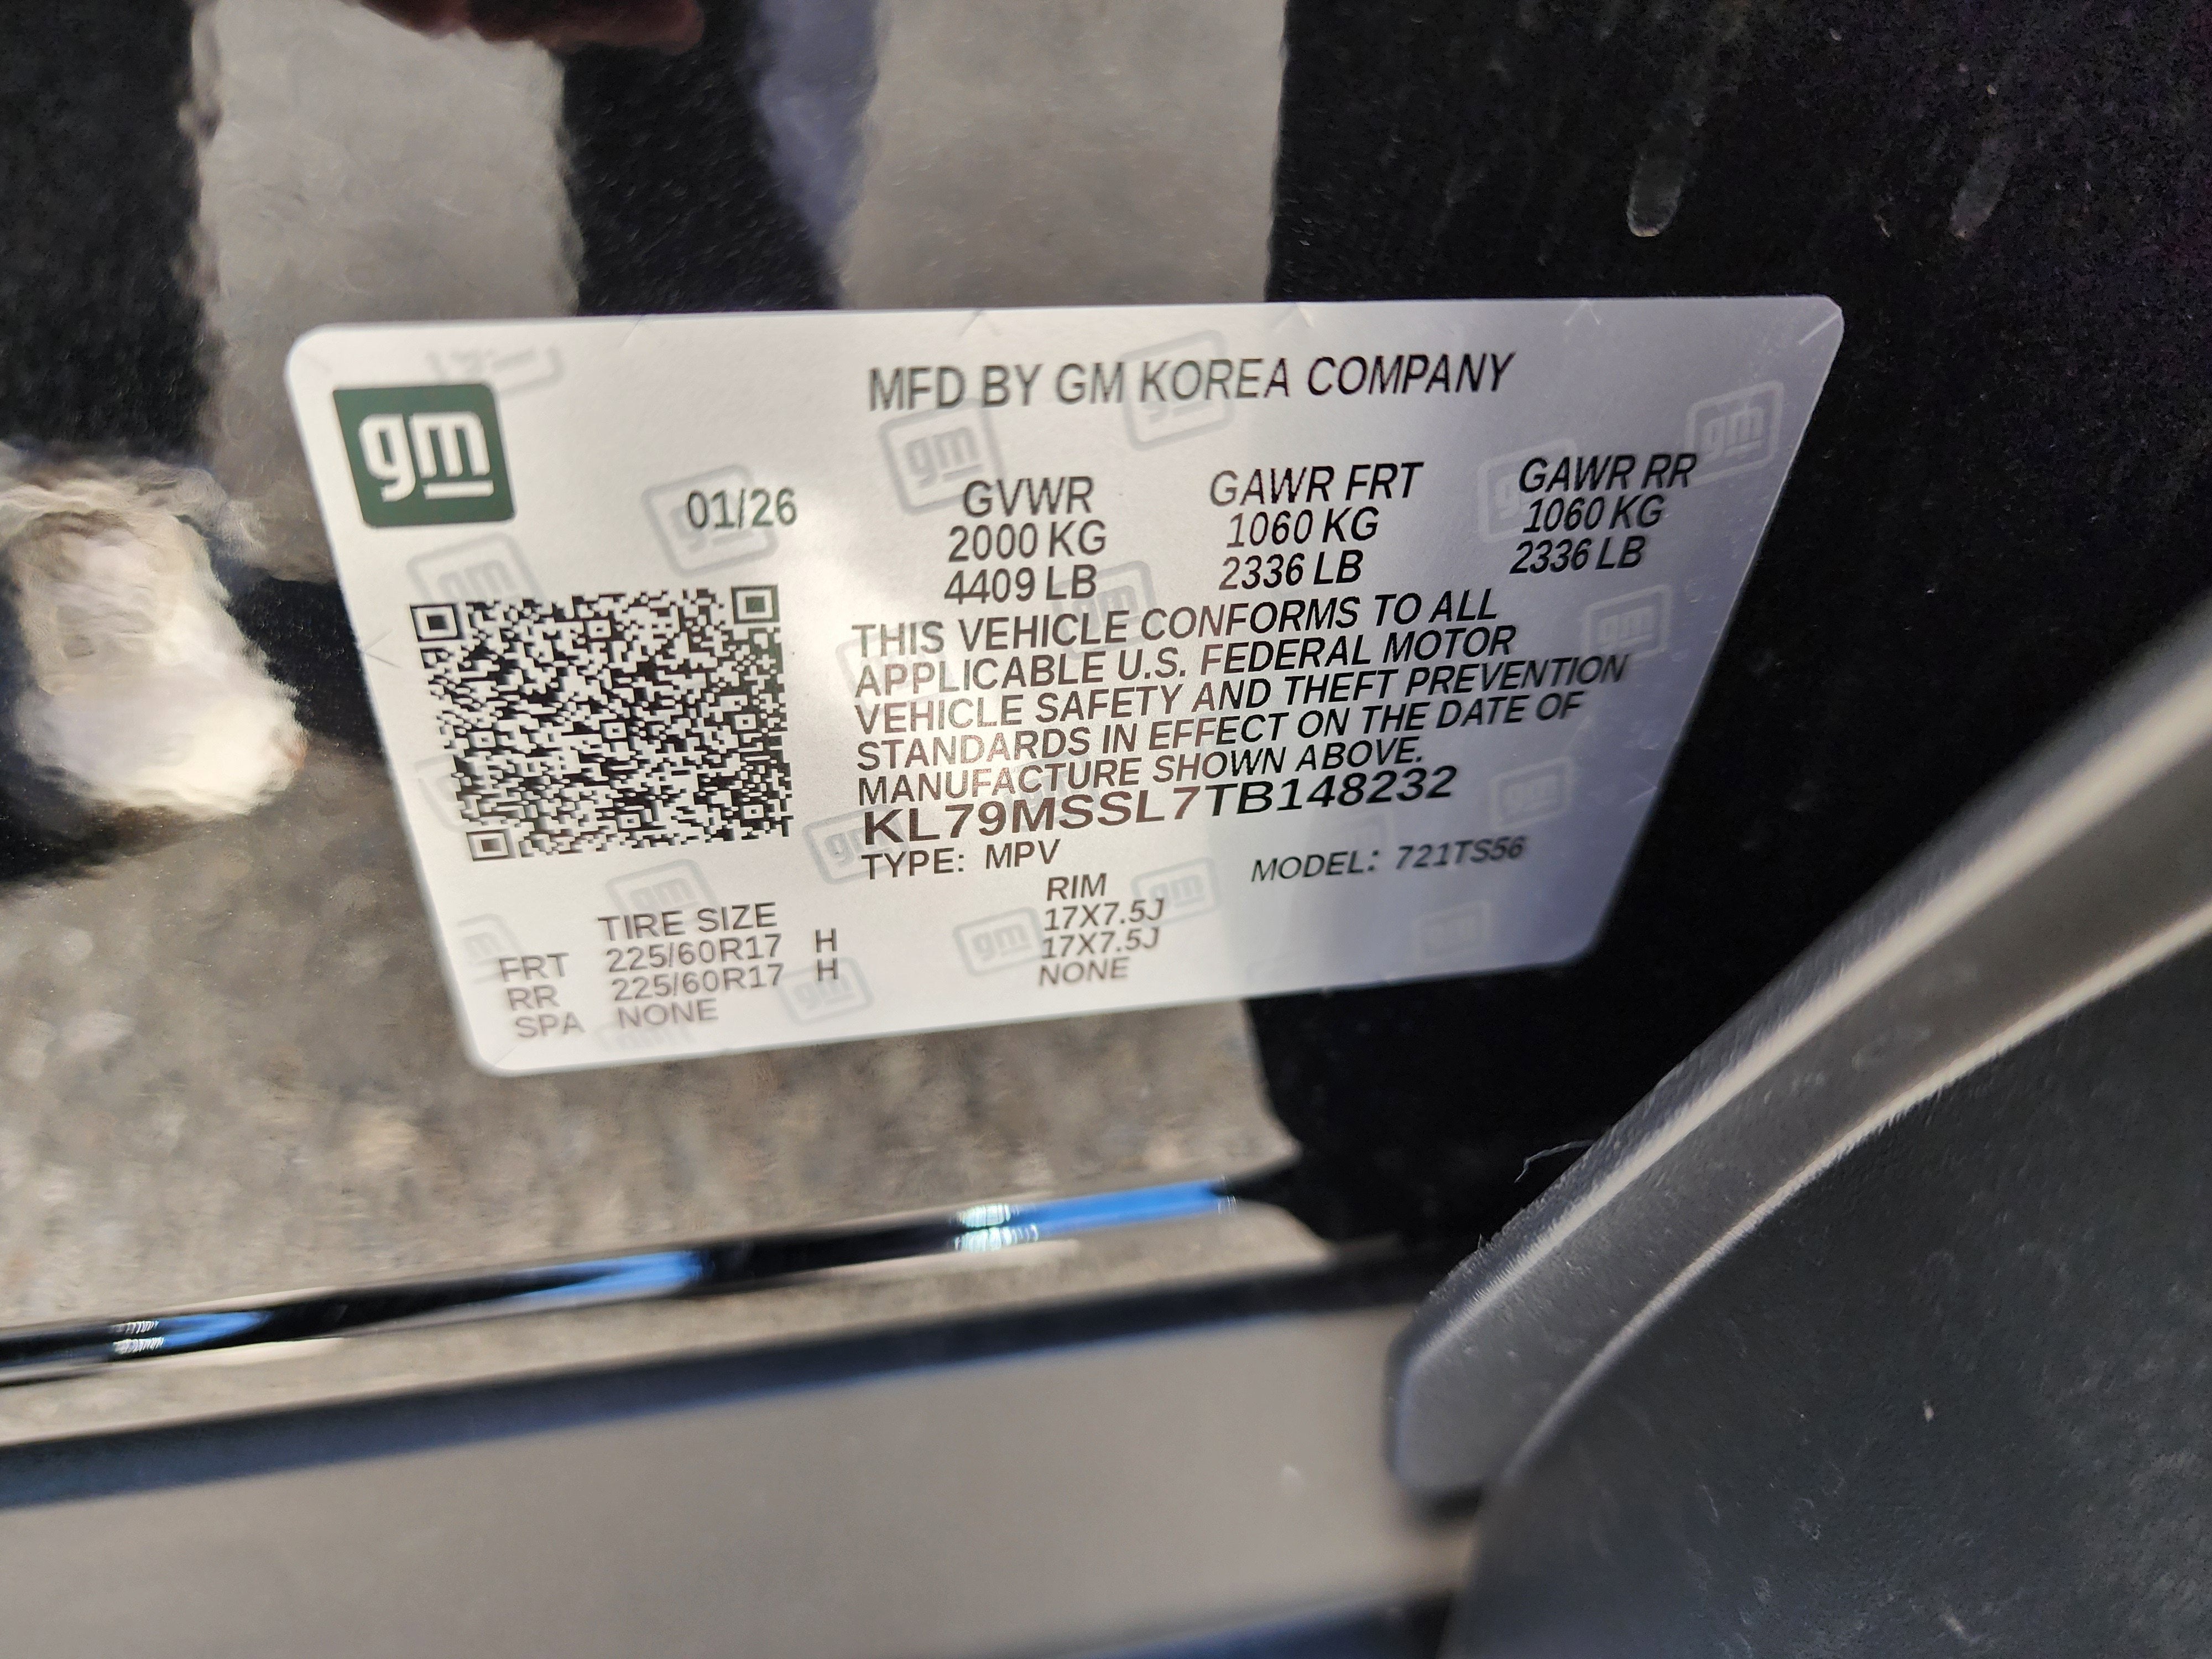 gm
MFD BY GM KOREA COMPANY
01/26 GVWR GAWR FRT GAWR RR
2000 KG 1060 KG 1060 KG
4409 LB 2336 LB 2336 LB
THIS VEHICLE CONFORMS TO ALL
APPLICABLE U.S. FEDERAL MOTOR
VEHICLE SAFETY AND THEFT PREVENTION
STANDARDS IN EFFECT ON THE DATE OF
MANUFACTURE SHOWN ABOVE.
KL79MSSL7TB148232
TYPE: MPV MODEL: 721TS56
TIRE SIZE RIM
FRT 225/60R17 H 17X7.5J
RR 225/60R17 H 17X7.5J
SPA NONE NONE